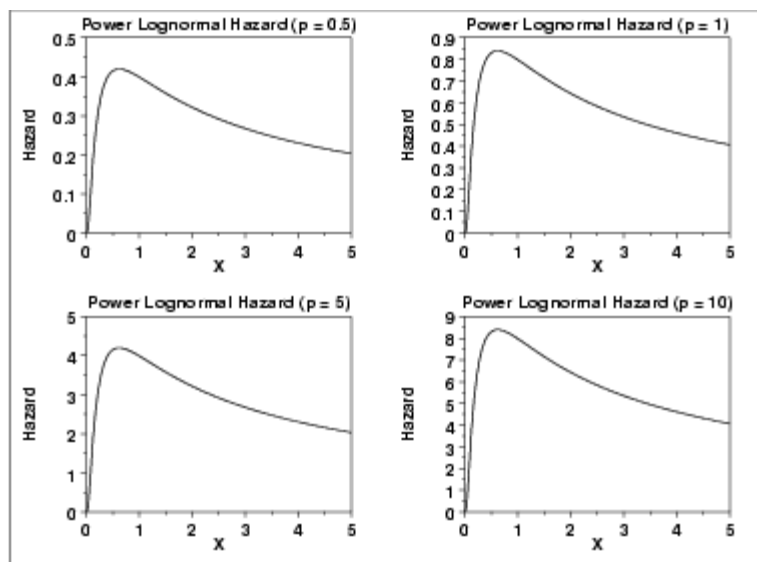 Power Lognormal Hazard (p = 0.5)
0.5
0.4
0.3
0.2
0.1
0
Hazard
0 1 2 3 4 5
X
Power Lognormal Hazard (p = 1)
0.9
0.8
0.7
0.6
0.5
0.4
0.3
0.2
0.1
0
Hazard
0 1 2 3 4 5
X
Power Lognormal Hazard (p = 5)
5
4
3
2
1
0
Hazard
0 1 2 3 4 5
X
Power Lognormal Hazard (p = 10)
9
8
7
6
5
4
3
2
1
0
Hazard
0 1 2 3 4 5
X